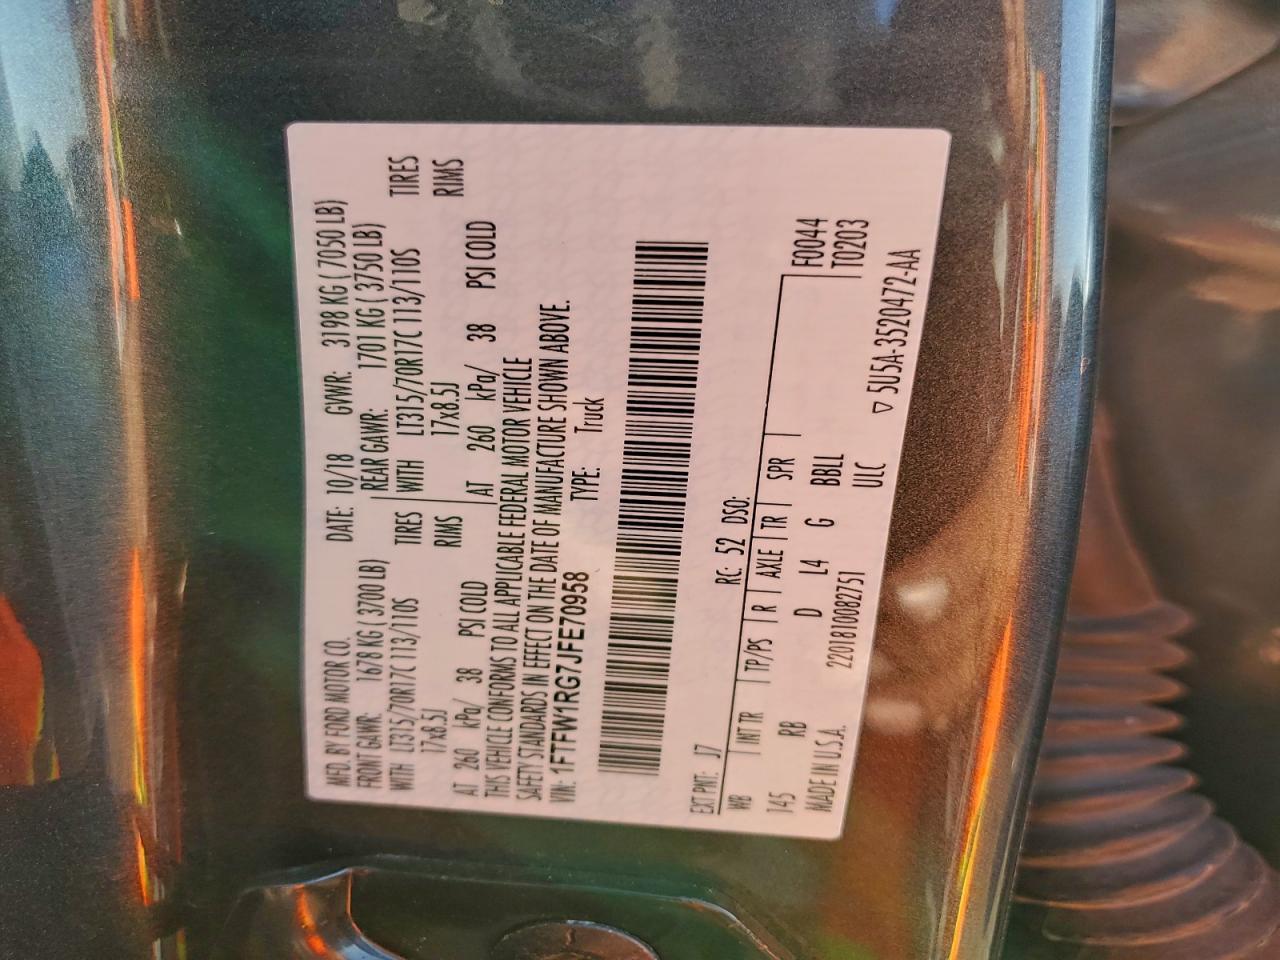 MFD. BY FORD MOTOR CO. DATE: 10/18 GVWR: 3198 KG ( 7050 LB)
FRONT GAWR: 1678 KG ( 3700 LB) REAR GAWR: 1701 KG ( 3750 LB)
WITH LT315/70R17C 113/110S TIRES WITH LT315/70R17C 113/110S TIRES
17x8.5J RIMS 17X8.5J RIMS
AT 260 kPa/ 38 PSI COLD AT 260 kPa/ 38 PSI COLD
THIS VEHICLE CONFORMS TO ALL APPLICABLE FEDERAL MOTOR VEHICLE
SAFETY STANDARDS IN EFFECT ON THE DATE OF MANUFACTURE SHOWN ABOVE.
VIN: 1FTFW1RG7JFE70958 TYPE: Truck
EXT PNT: J7 RC: 52 DSO:
WB INT TR TP/PS R AXLE TR SPR F0044
145 RB D L4 G BBLL T0203
MADE IN U.S.A. 220181008275​1 ULC
▽ 5U5A-3520472-AA